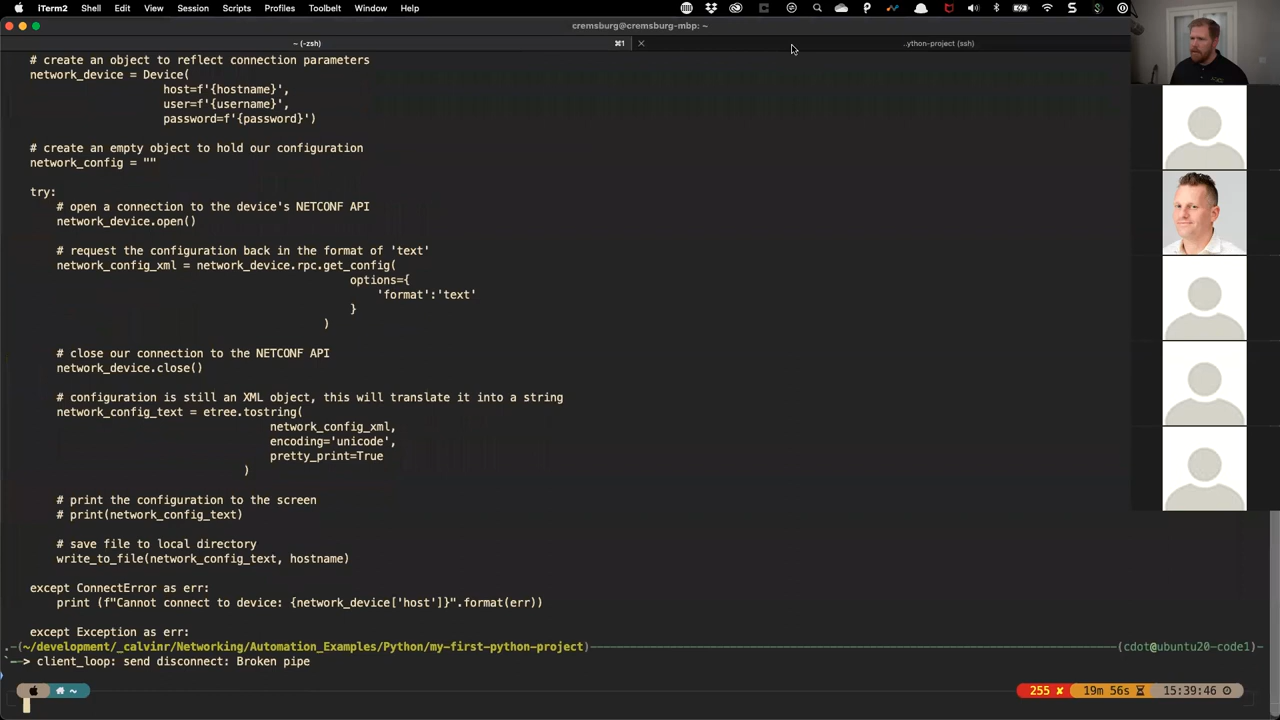 iTerm2 Shell Edit View Session Scripts Profiles Toolbelt Window Help
cremsburg@cremsburg-mbp: ~
~ (-zsh) ⌘1 ..ython-project (ssh)
# create an object to reflect connection parameters
network_device = Device(
host=f'{hostname}',
user=f'{username}',
password=f'{password}')
# create an empty object to hold our configuration
network_config = ""
try:
# open a connection to the device's NETCONF API
network_device.open()
# request the configuration back in the format of 'text'
network_config_xml = network_device.rpc.get_config(
options={
'format':'text'
}
)
# close our connection to the NETCONF API
network_device.close()
# configuration is still an XML object, this will translate it into a string
network_config_text = etree.tostring(
network_config_xml,
encoding='unicode',
pretty_print=True
)
# print the configuration to the screen
# print(network_config_text)
# save file to local directory
write_to_file(network_config_text, hostname)
except ConnectError as err:
print (f"Cannot connect to device: {network_device['host']}".format(err))
except Exception as err:
.-(~/development/_calvinr/Networking/Automation_Examples/Python/my-first-python-project)(cdot@ubuntu20-code1)-
`--> client_loop: send disconnect: Broken pipe
~ 255 ✘ 19m 56s 15:39:46